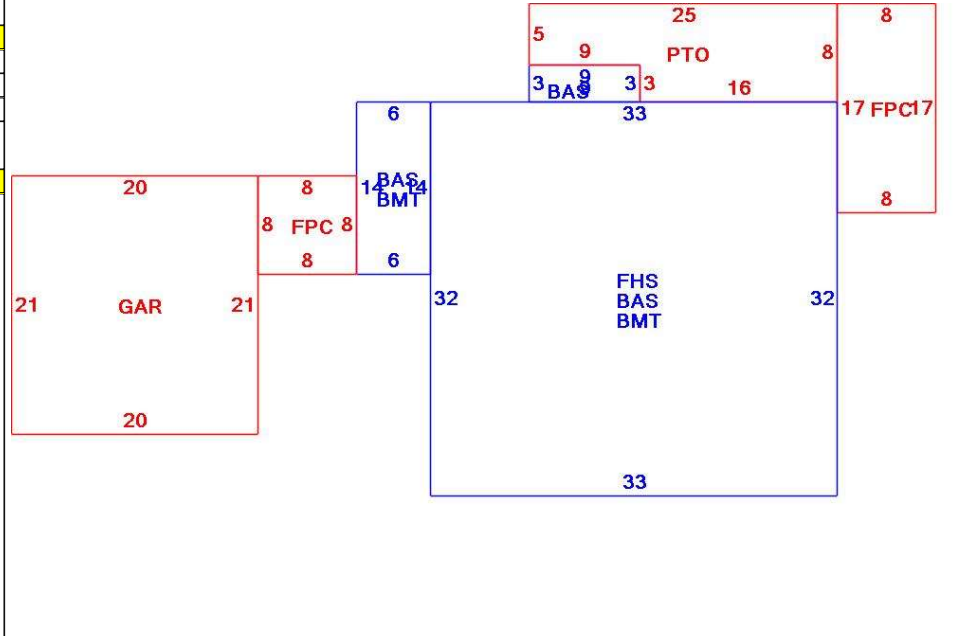 25 8
5
9 PTO 8
3 9 3 3 16
9
BAS
6 33 17 FPC 17
20 8 14 BAS 14
BMT
8 FPC 8 8
8 6
FHS
21 GAR 21 32 BAS 32
BMT
20
33